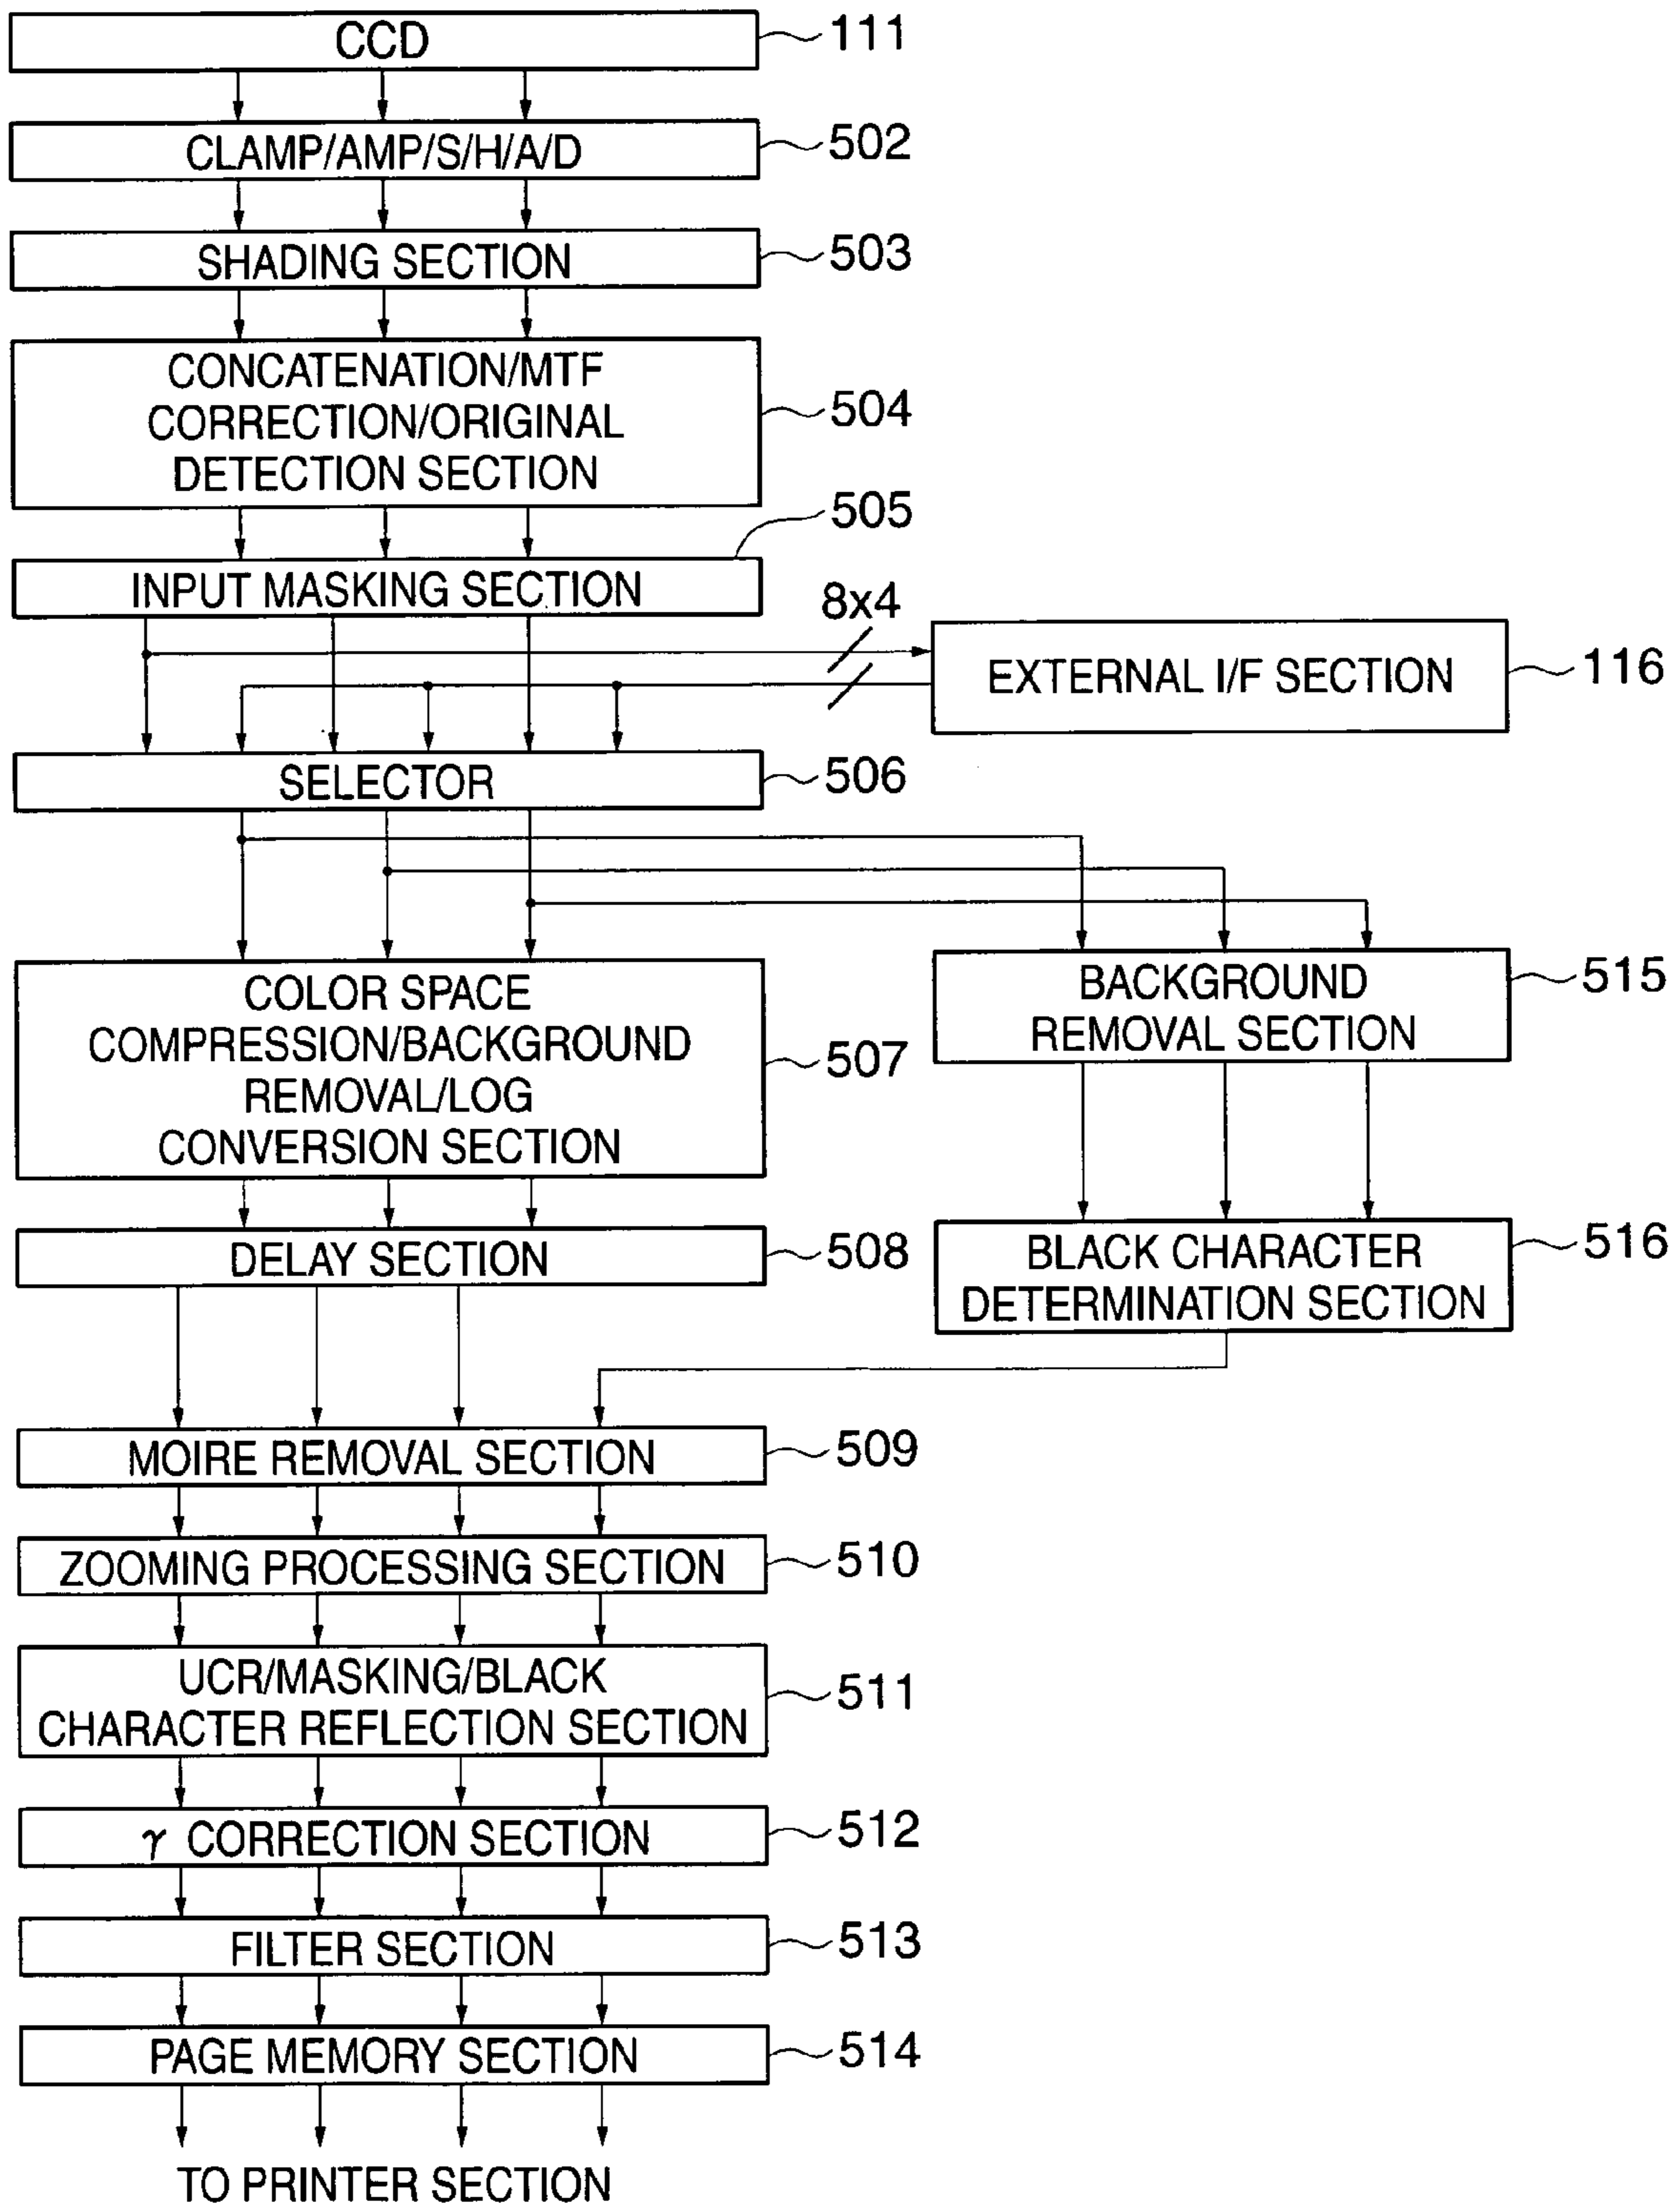 CCD
111
CLAMP/AMP/S/H/A/D
502
SHADING SECTION
503
CONCATENATION/MTF
CORRECTION/ORIGINAL
DETECTION SECTION
504
505
INPUT MASKING SECTION
8x4
EXTERNAL I/F SECTION
116
SELECTOR
506
COLOR SPACE
COMPRESSION/BACKGROUND
REMOVAL/LOG
CONVERSION SECTION
507
BACKGROUND
REMOVAL SECTION
515
DELAY SECTION
508
BLACK CHARACTER
DETERMINATION SECTION
516
MOIRE REMOVAL SECTION
509
ZOOMING PROCESSING SECTION
510
UCR/MASKING/BLACK
CHARACTER REFLECTION SECTION
511
γ CORRECTION SECTION
512
FILTER SECTION
513
PAGE MEMORY SECTION
514
TO PRINTER SECTION